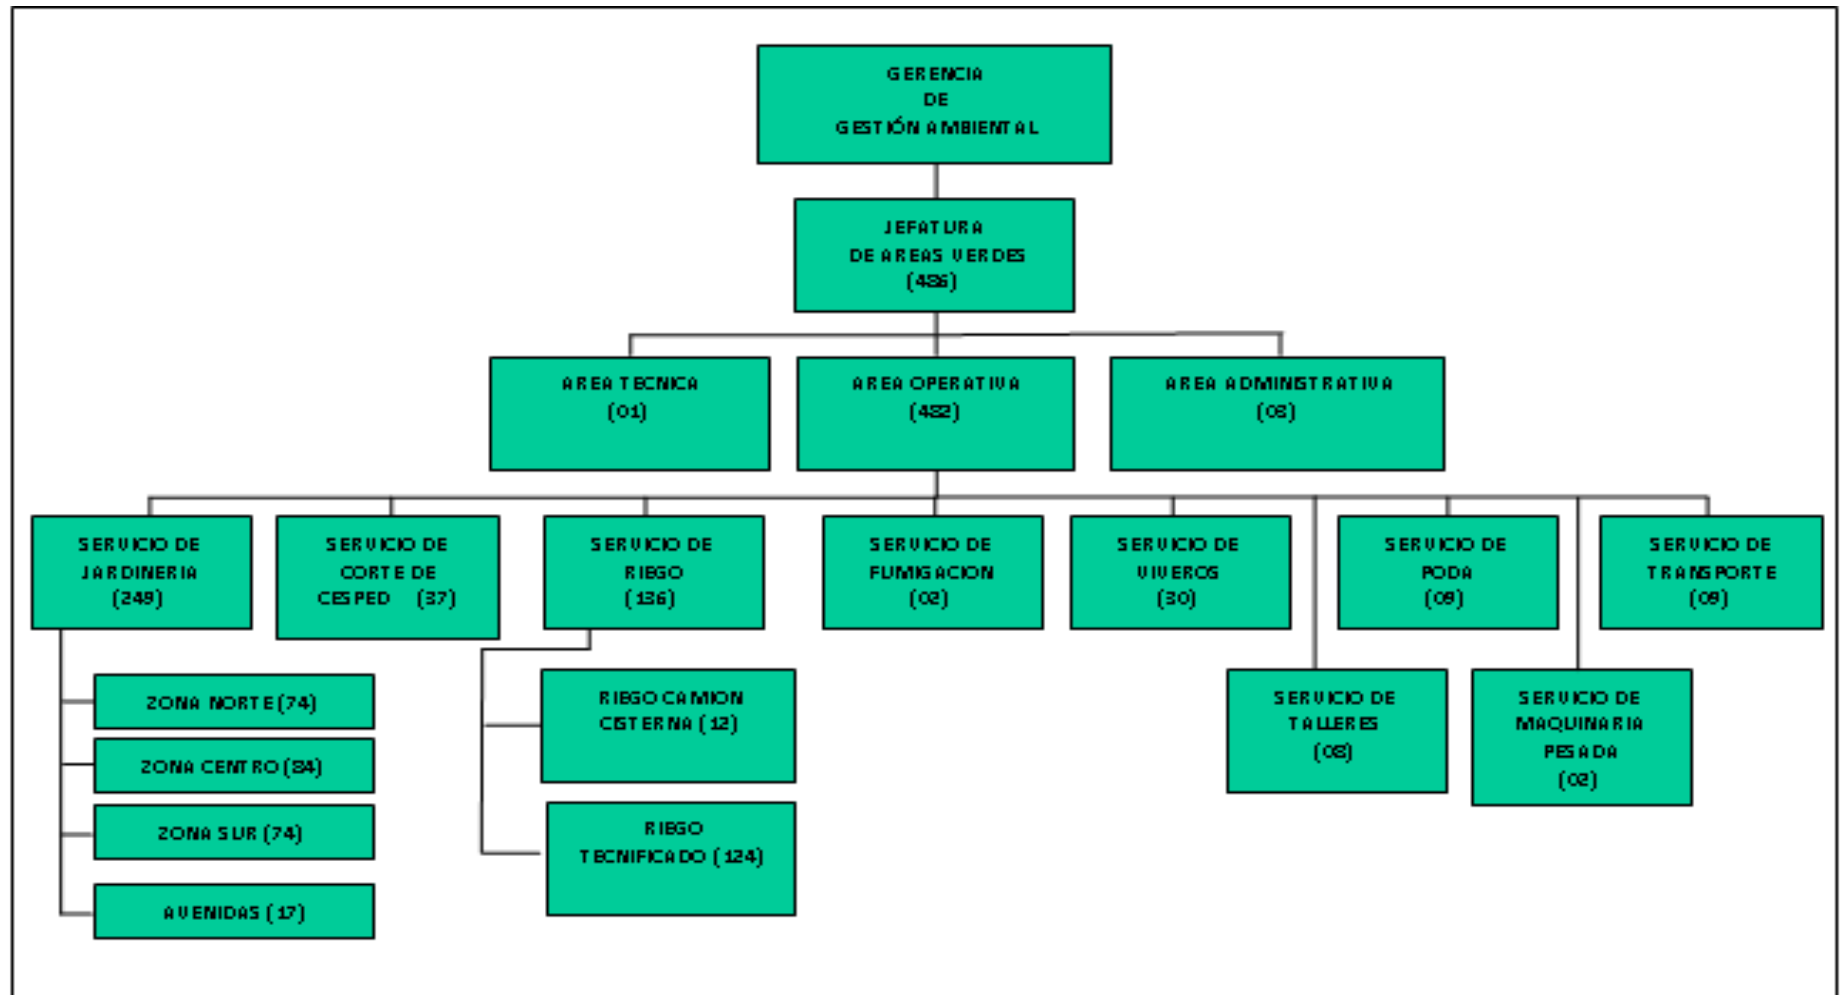 GERENCIA
DE
GESTIÓN AMBIENTAL
JEFATURA
DE AREAS VERDES
(486)
AREA TECNICA
(01)
AREA OPERATIVA
(482)
AREA ADMINISTRATIVA
(03)
SERVICIO DE
JARDINERIA
(249)
SERVICIO DE
CORTE DE
CESPED (37)
SERVICIO DE
RIEGO
(136)
SERVICIO DE
FUMIGACION
(02)
SERVICIO DE
VIVEROS
(30)
SERVICIO DE
PODA
(09)
SERVICIO DE
TRANSPORTE
(09)
ZONA NORTE (74)
ZONA CENTRO (84)
ZONA SUR (74)
AVENIDAS (17)
RIEGO CAMION
CISTERNA (12)
RIEGO
TECNIFICADO (124)
SERVICIO DE
TALLERES
(08)
SERVICIO DE
MAQUINARIA
PESADA
(02)